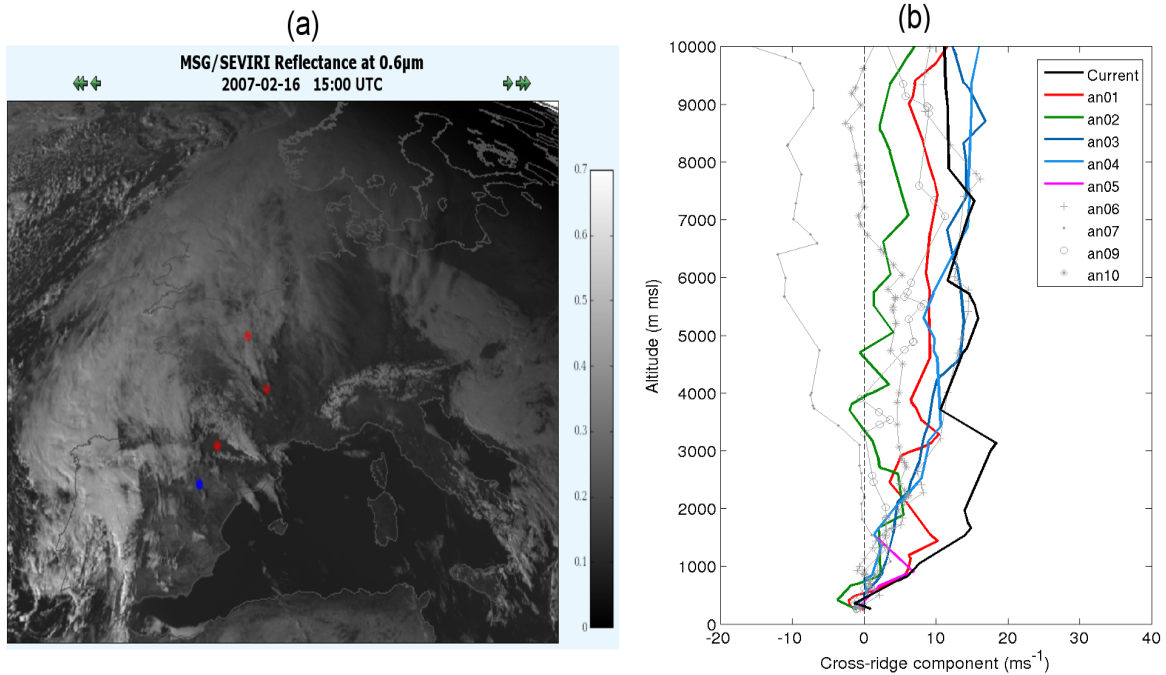 (a)
MSG/SEVIRI Reflectance at 0.6µm
2007-02-16 15:00 UTC
0.7
0.6
0.5
0.4
0.3
0.2
0.1
0
(b)
10000
9000
8000
7000
6000
5000
4000
3000
2000
1000
0
Altitude (m msl)
-20 -10 0 10 20 30 40
Cross-ridge component (ms-1)
Current
an01
an02
an03
an04
an05
an06
an07
an09
an10